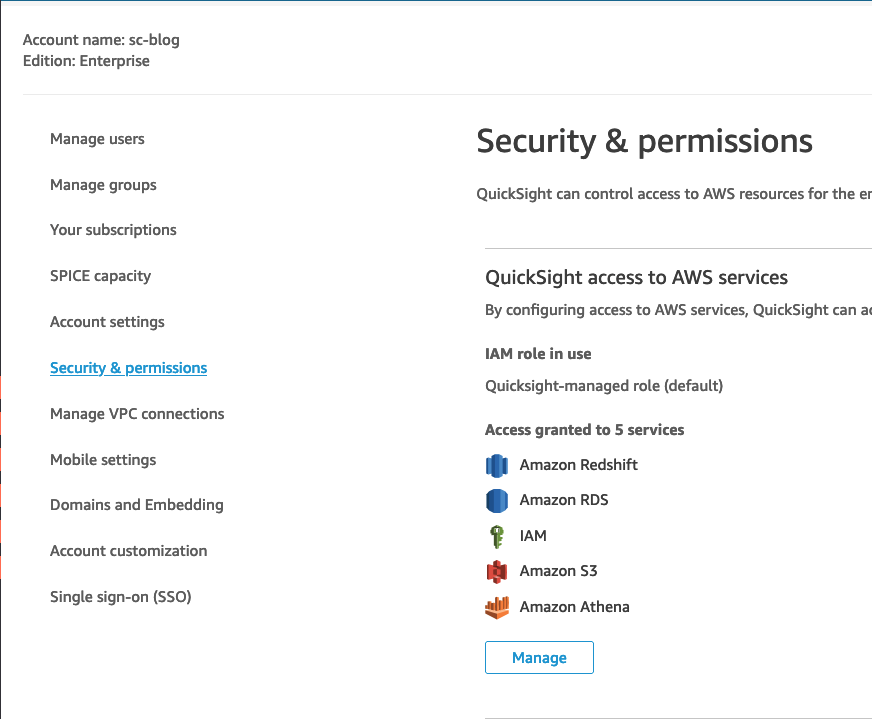 Account name: sc-blog
Edition: Enterprise
Manage users
Manage groups
Your subscriptions
SPICE capacity
Account settings
Security & permissions
Manage VPC connections
Mobile settings
Domains and Embedding
Account customization
Single sign-on (SSO)
Security & permissions
QuickSight can control access to AWS resources for the
QuickSight access to AWS services
By configuring access to AWS services, QuickSight can
IAM role in use
Quicksight-managed role (default)
Access granted to 5 services
Amazon Redshift
Amazon RDS
IAM
Amazon S3
Amazon Athena
Manage